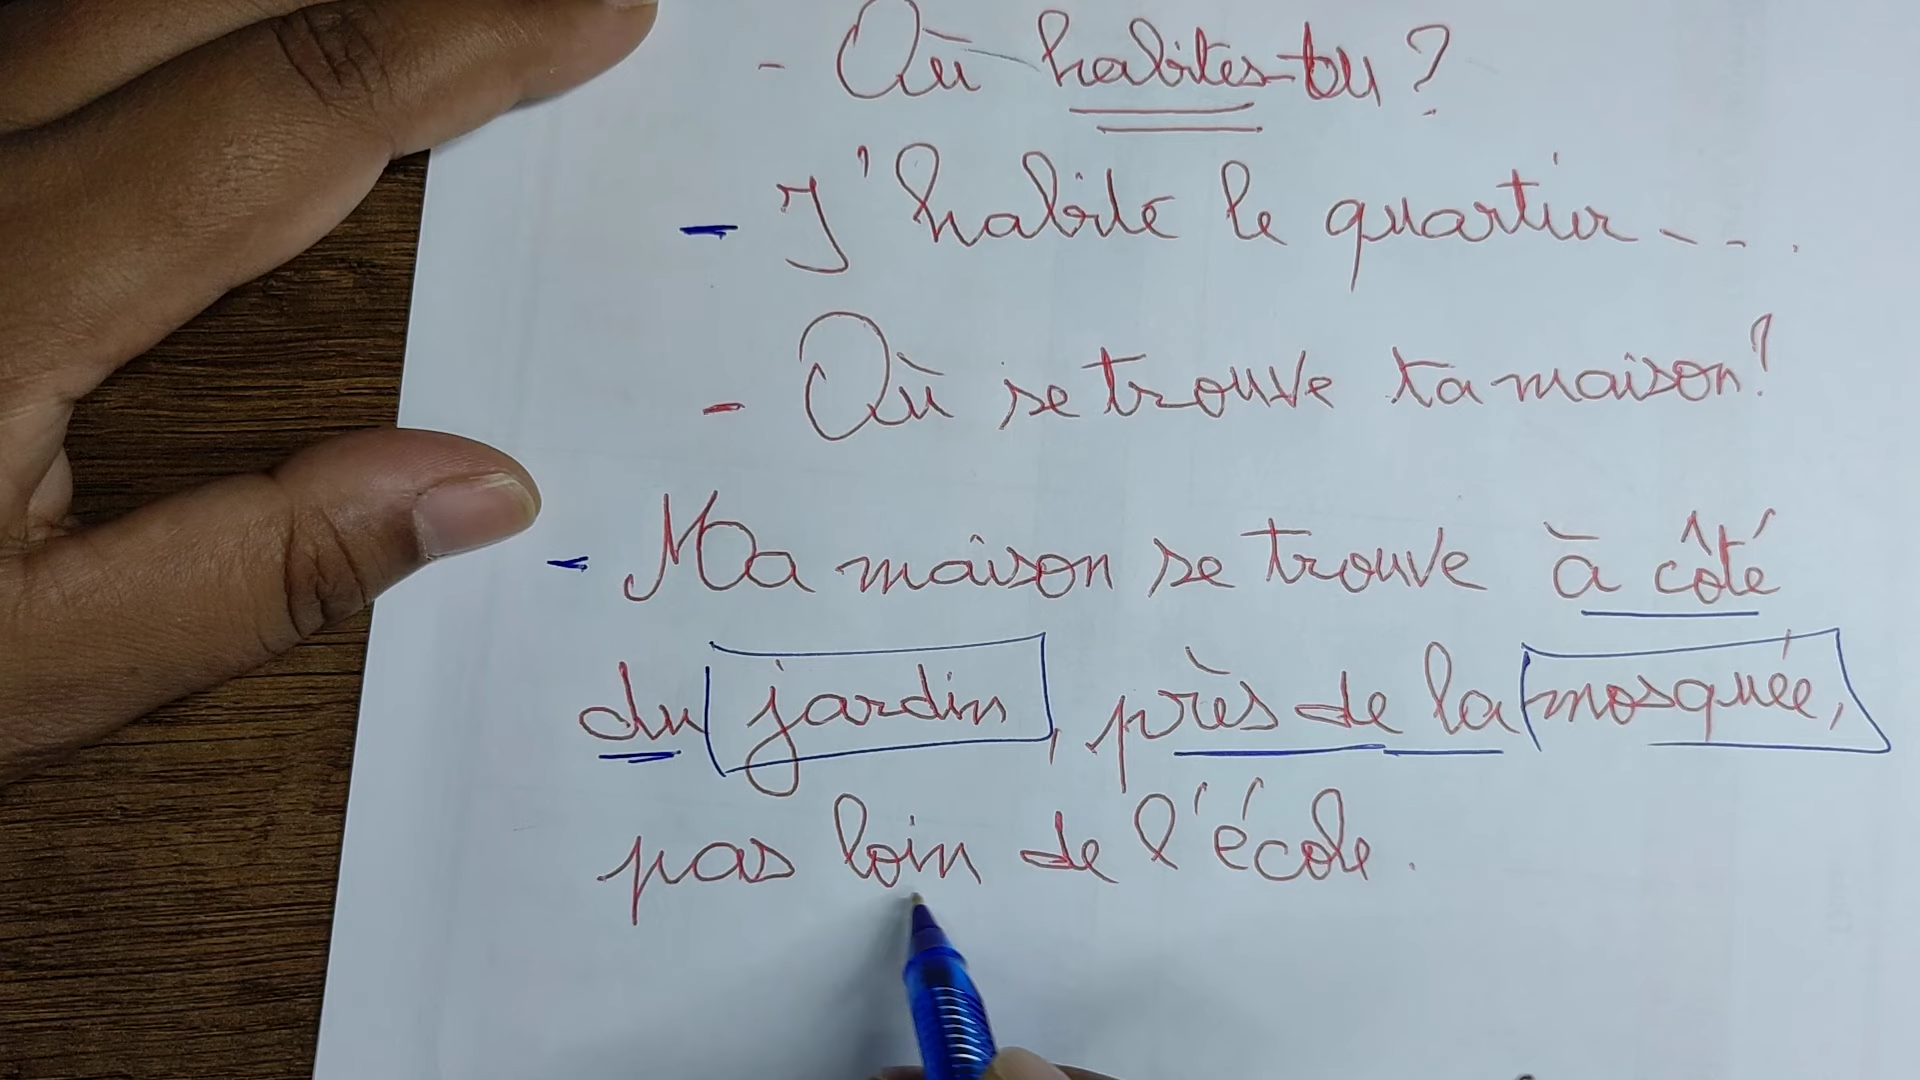 - Où habites-tu ?
- J'habite le quartier - - .
- Où se trouve ta maison ?
- Ma maison se trouve à côté
du jardin, près de la mosquée,
pas loin de l'école.